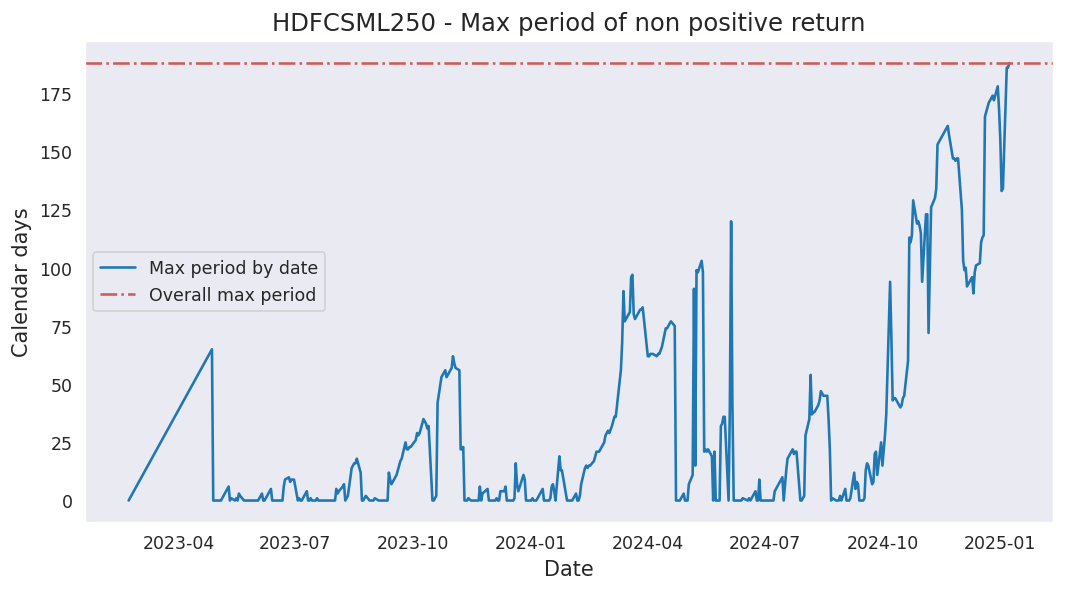 HDFCSML250 - Max period of non positive return
Calendar days
175
150
125
100
75
50
25
0
Max period by date
Overall max period
2023-04 2023-07 2023-10 2024-01 2024-04 2024-07 2024-10 2025-01
Date